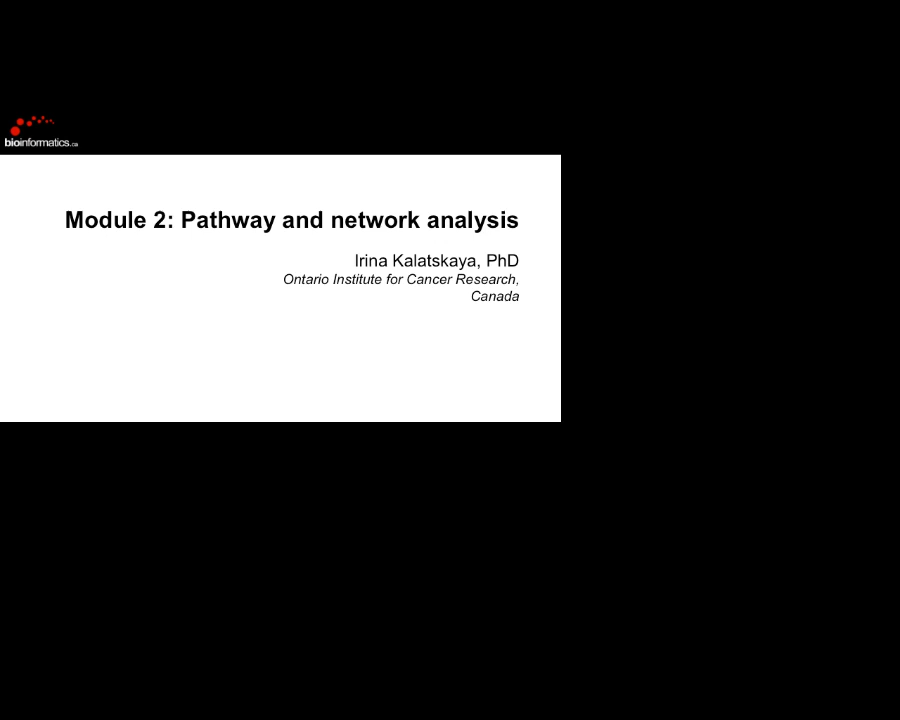 bioinformatics.ca
Module 2: Pathway and network analysis
Irina Kalatskaya, PhD
Ontario Institute for Cancer Research,
Canada